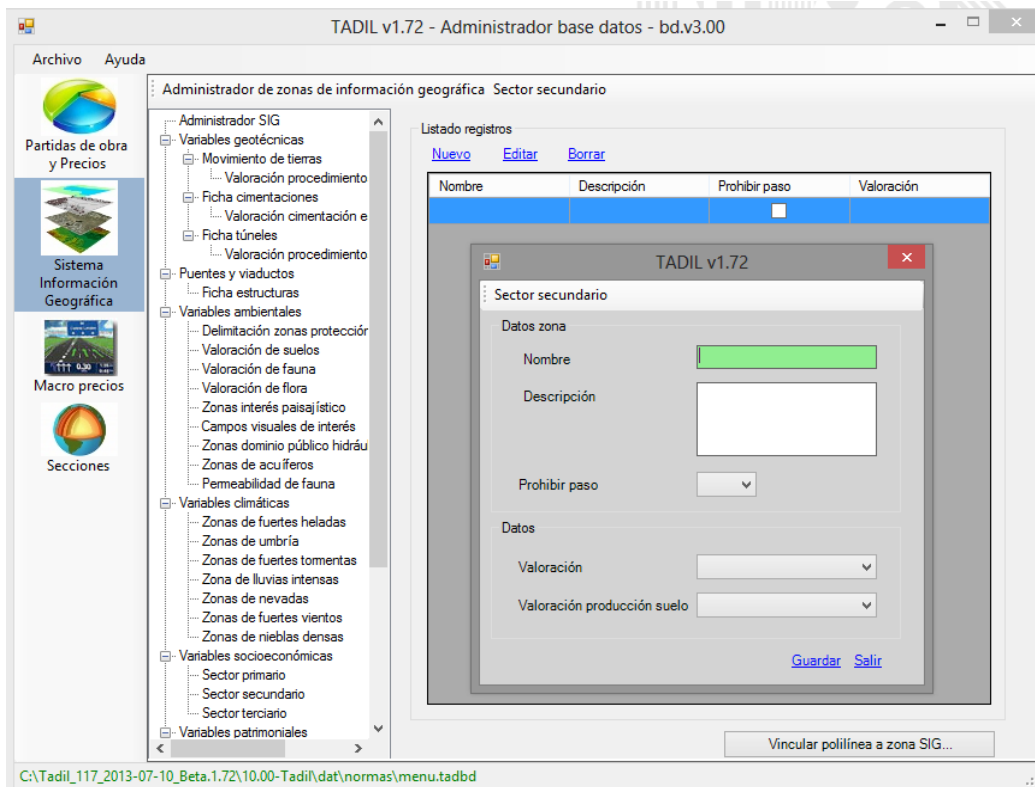 TADIL v1.72 - Administrador base datos - bd.v3.00
Archivo Ayuda
Partidas de obra
y Precios
Sistema
Información
Geográfica
Macro precios
Secciones
Administrador de zonas de información geográfica Sector secundario
Administrador SIG
Variables geotécnicas
Movimiento de tierras
Valoración procedimiento
Ficha cimentaciones
Valoración cimentación e
Ficha túneles
Valoración procedimiento
Puentes y viaductos
Ficha estructuras
Variables ambientales
Delimitación zonas protección
Valoración de suelos
Valoración de fauna
Valoración de flora
Zonas interés paisajístico
Campos visuales de interés
Zonas dominio público hidráu
Zonas de acuíferos
Permeabilidad de fauna
Variables climáticas
Zonas de fuertes heladas
Zonas de umbría
Zonas de fuertes tormentas
Zona de lluvias intensas
Zonas de nevadas
Zonas de fuertes vientos
Zonas de nieblas densas
Variables socioeconómicas
Sector primario
Sector secundario
Sector terciario
Variables patrimoniales
Listado registros
Nuevo Editar Borrar
Nombre Descripción Prohibir paso Valoración
TADIL v1.72
Sector secundario
Datos zona
Nombre
Descripción
Prohibir paso
Datos
Valoración
Valoración producción suelo
Guardar Salir
Vincular polilínea a zona SIG...
C:\Tadil_117_2013-07-10_Beta.1.72\10.00-Tadil\dat\normas\menu.tadbd